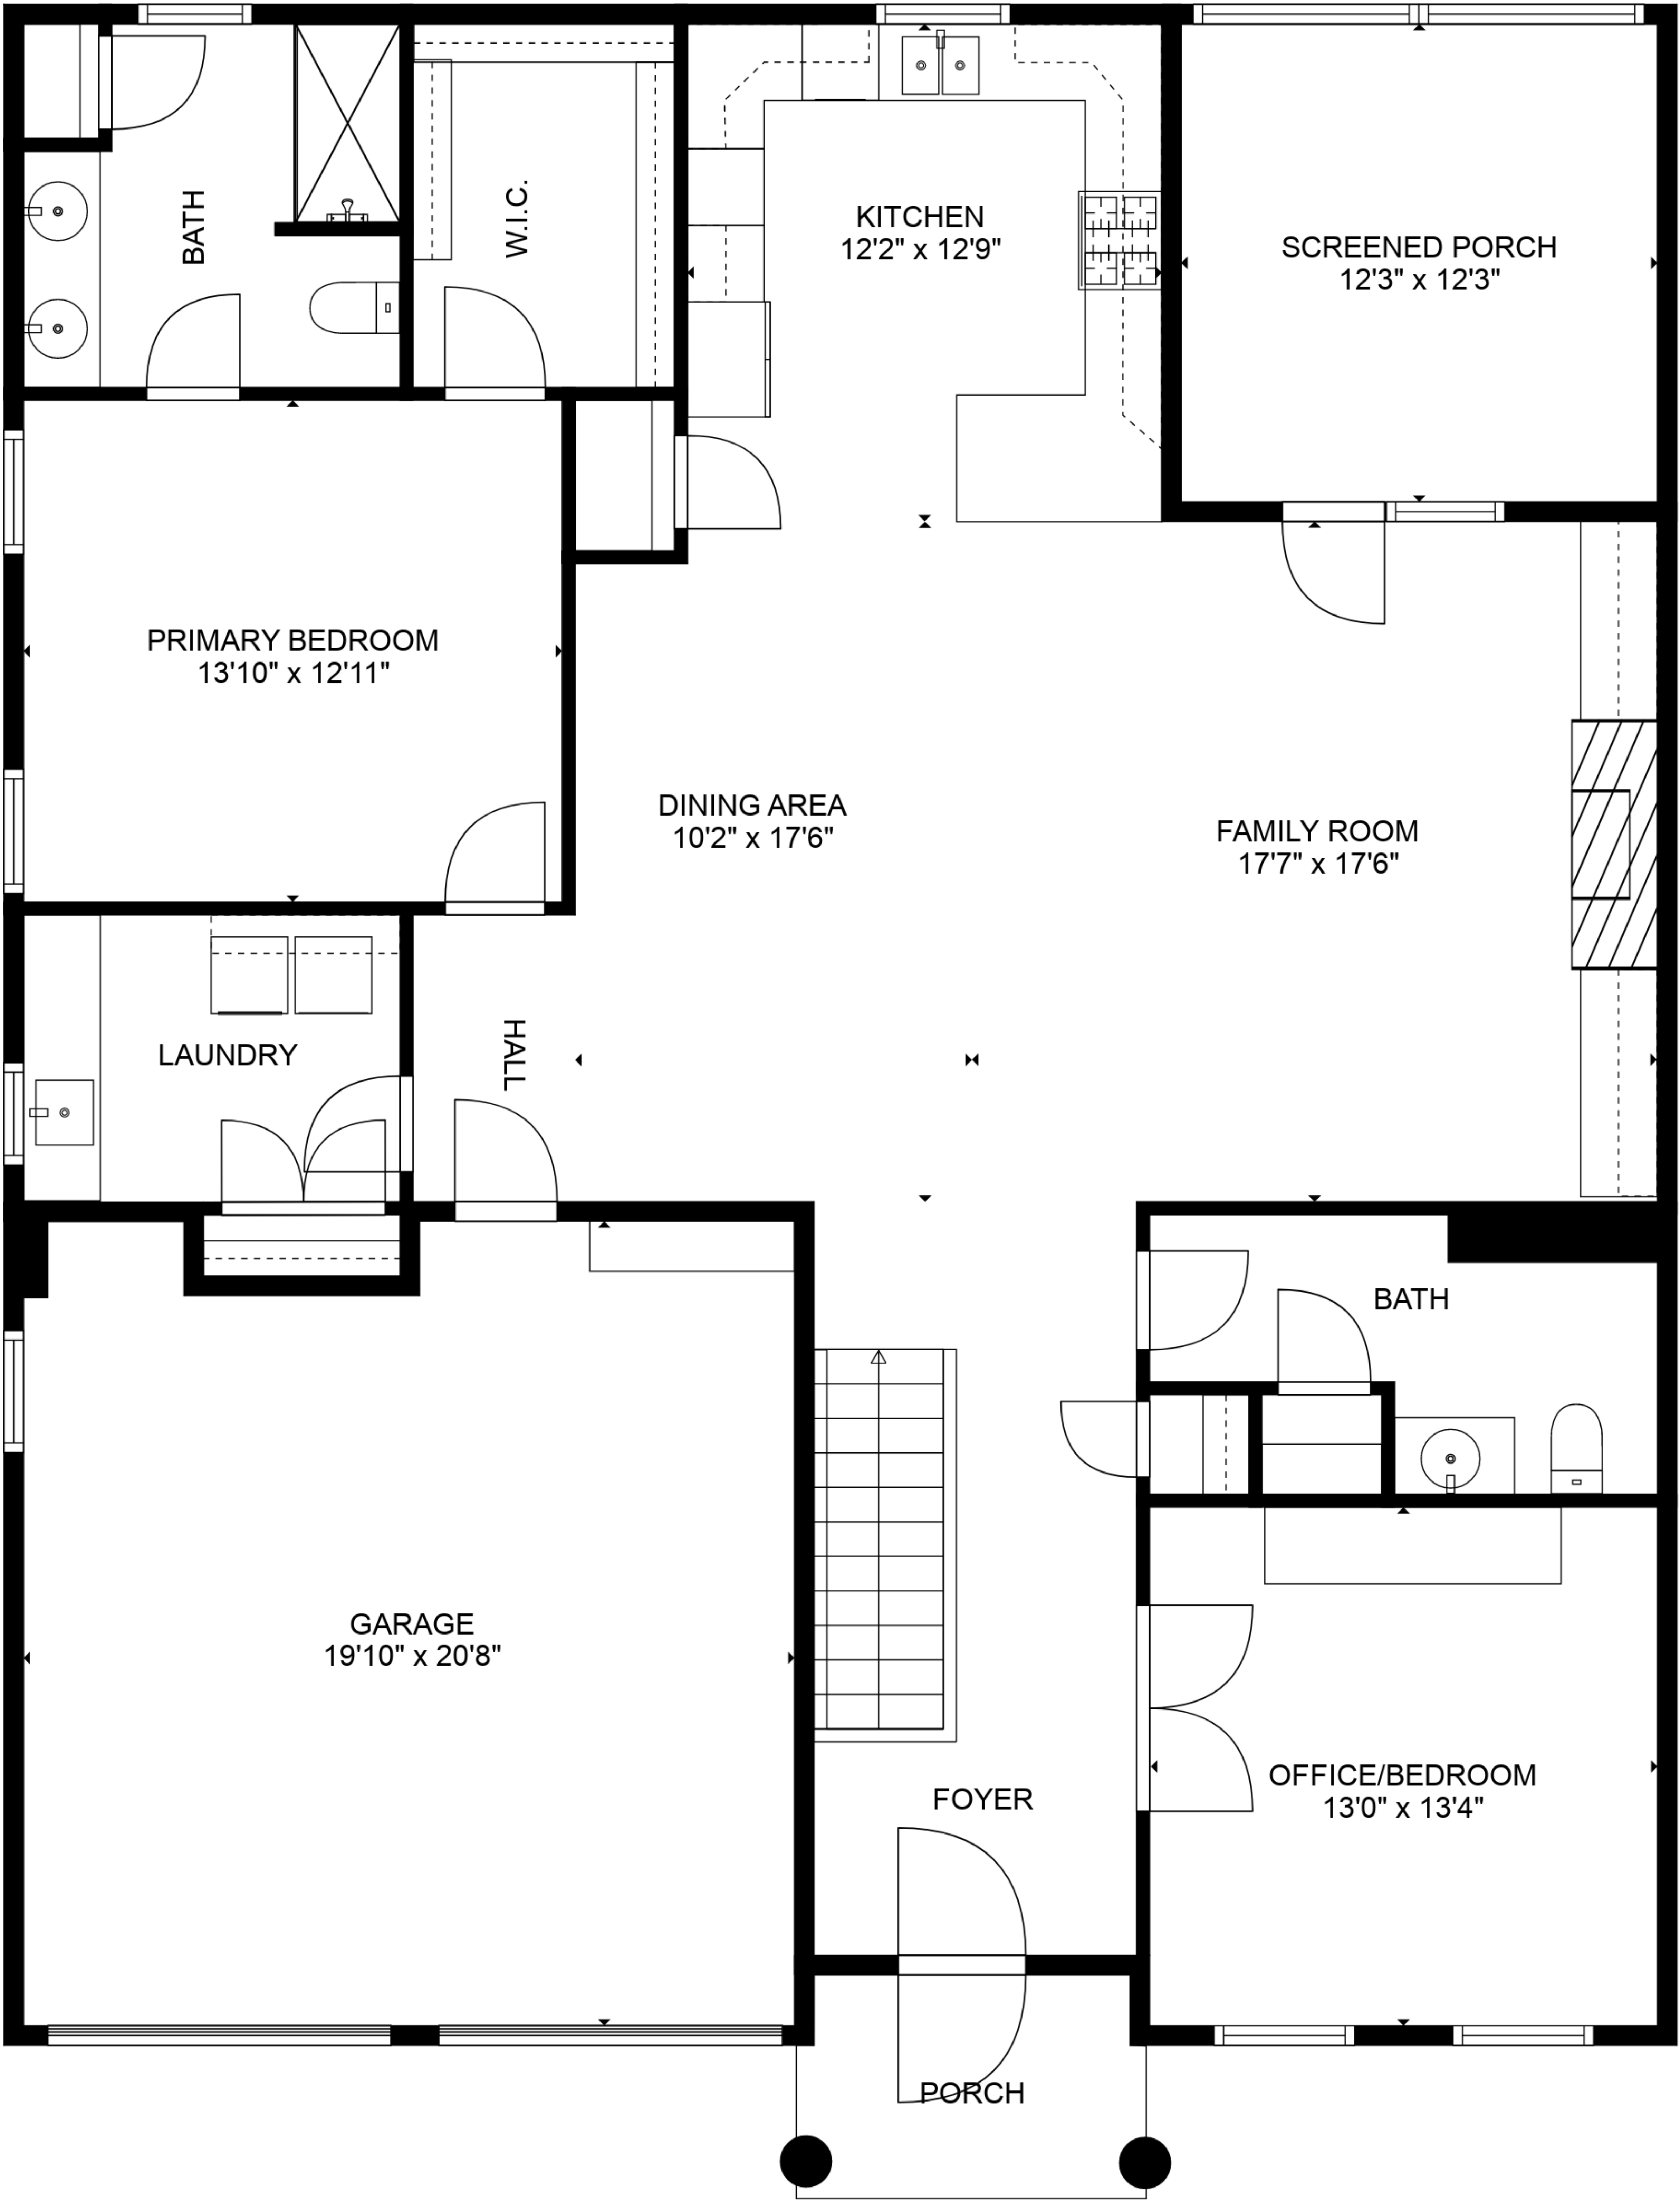 BATH
W.I.C.
KITCHEN
12'2" x 12'9"
SCREENED PORCH
12'3" x 12'3"
PRIMARY BEDROOM
13'10" x 12'11"
DINING AREA
10'2" x 17'6"
FAMILY ROOM
17'7" x 17'6"
LAUNDRY
HALL
BATH
GARAGE
19'10" x 20'8"
FOYER
OFFICE/BEDROOM
13'0" x 13'4"
PORCH